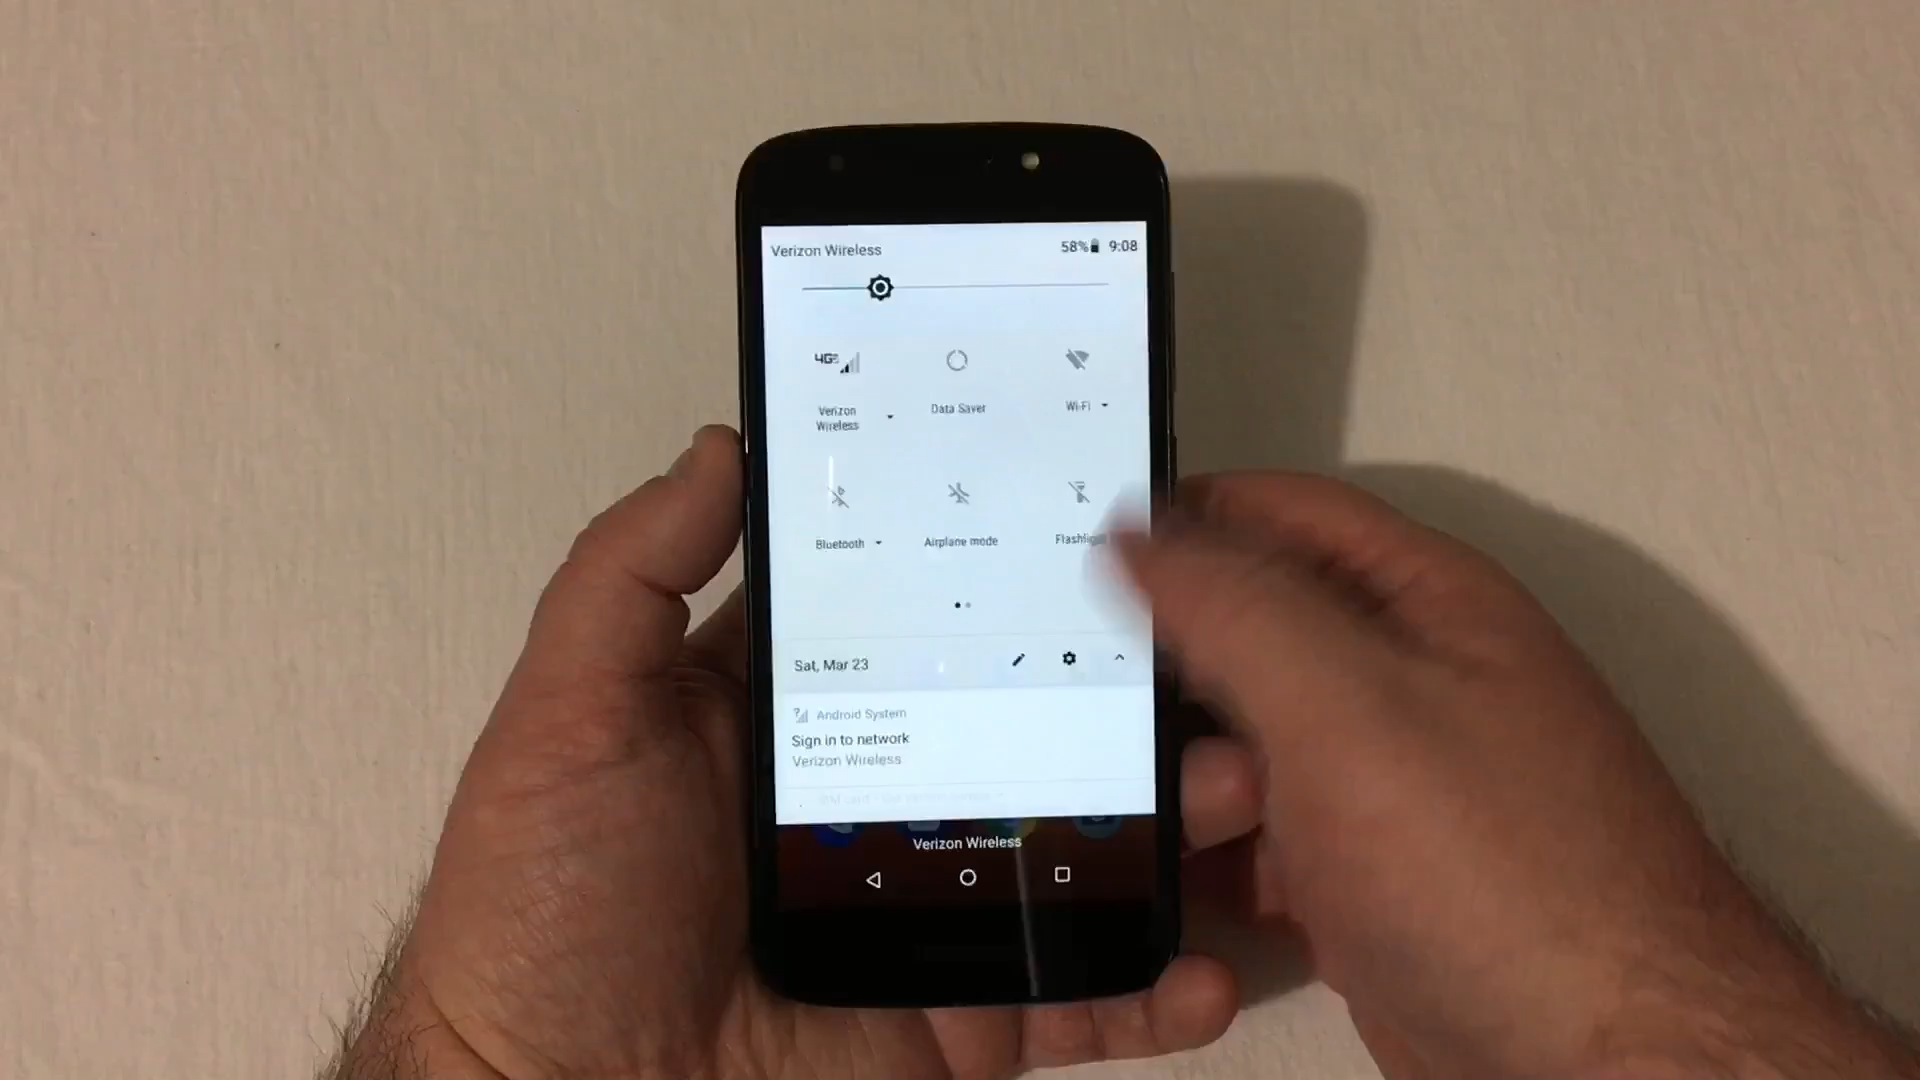 Verizon Wireless 58% 9:08
4G
Data Saver
Wi-Fi
Verizon
Wireless
Bluetooth
Airplane mode
Sat, Mar 23
Android System
Sign in to network
Verizon Wireless
Verizon Wireless